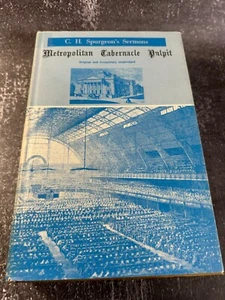 C. H. Spurgeon's Sermons
Metropolitan Tabernacle Pulpit
Original and Completely Unabridged